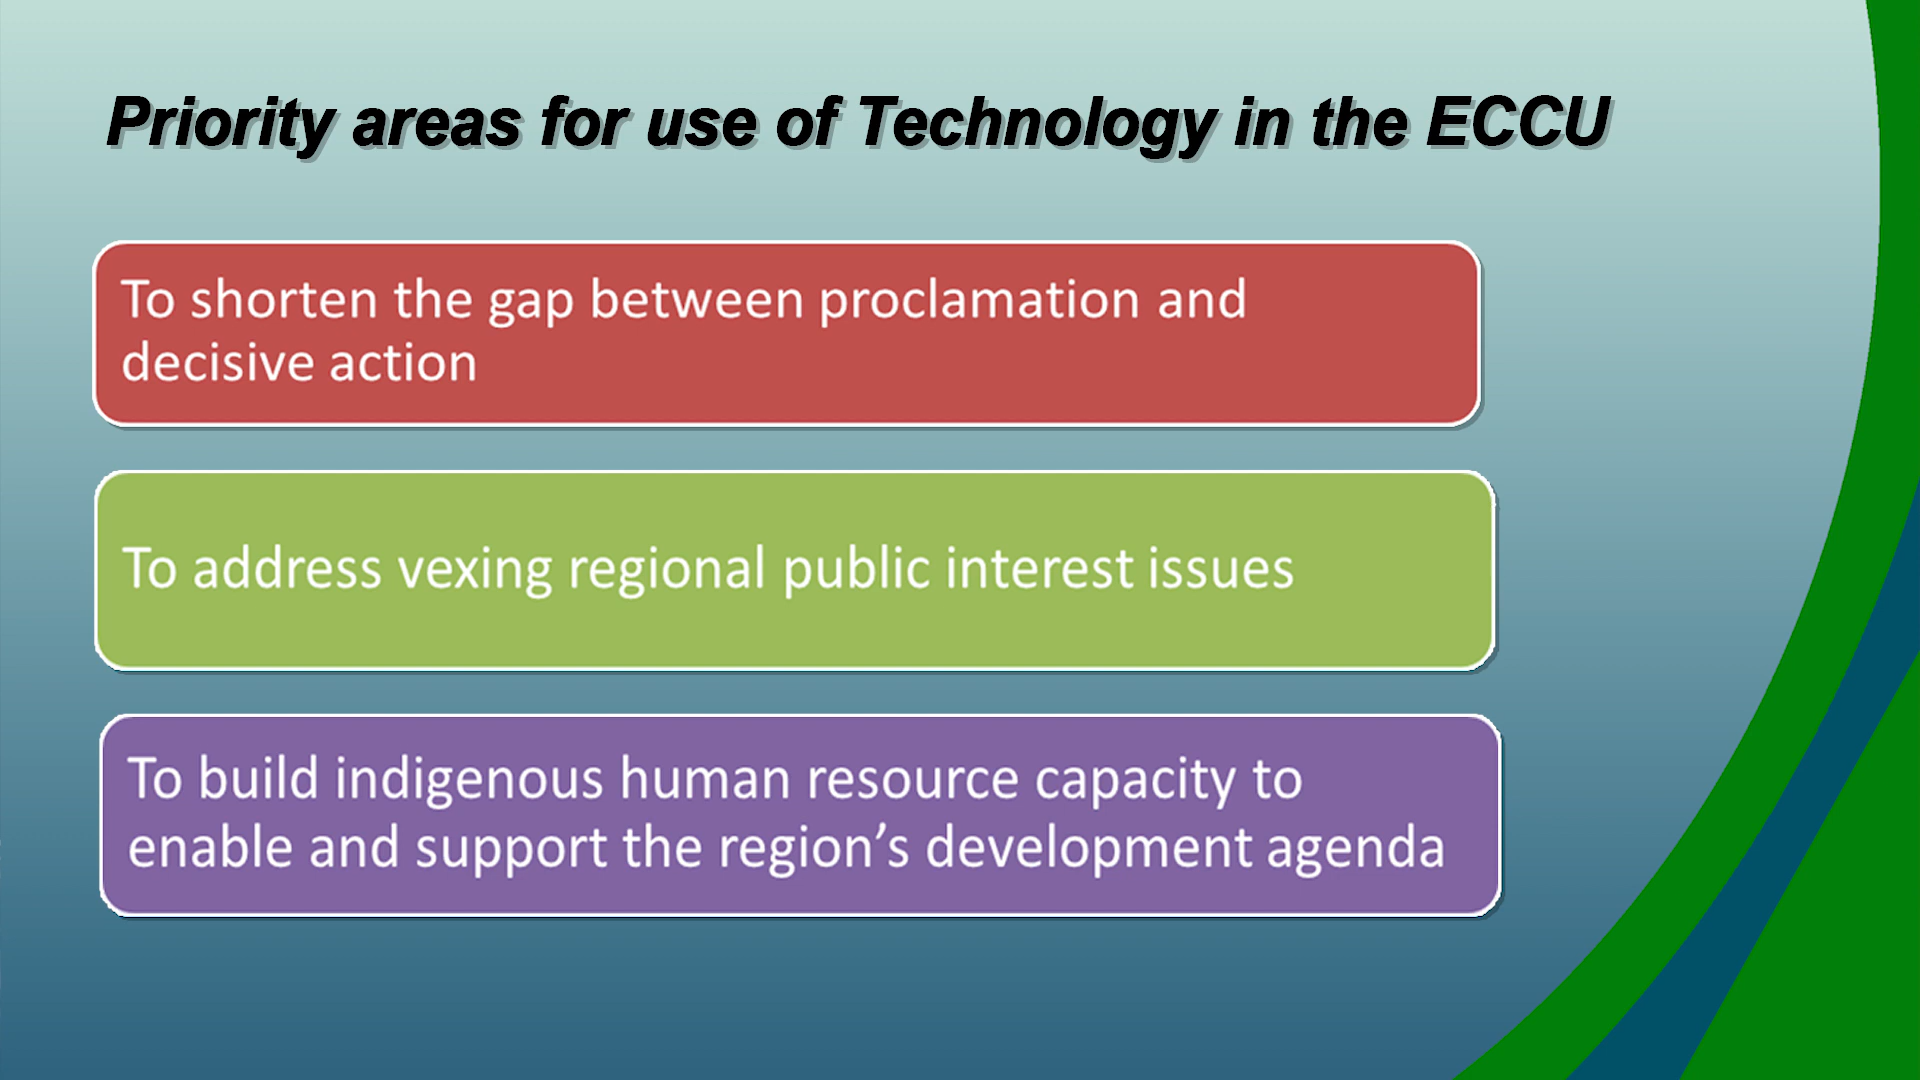 Priority areas for use of Technology in the ECCU
To shorten the gap between proclamation and
decisive action
To address vexing regional public interest issues
To build indigenous human resource capacity to
enable and support the region’s development agenda